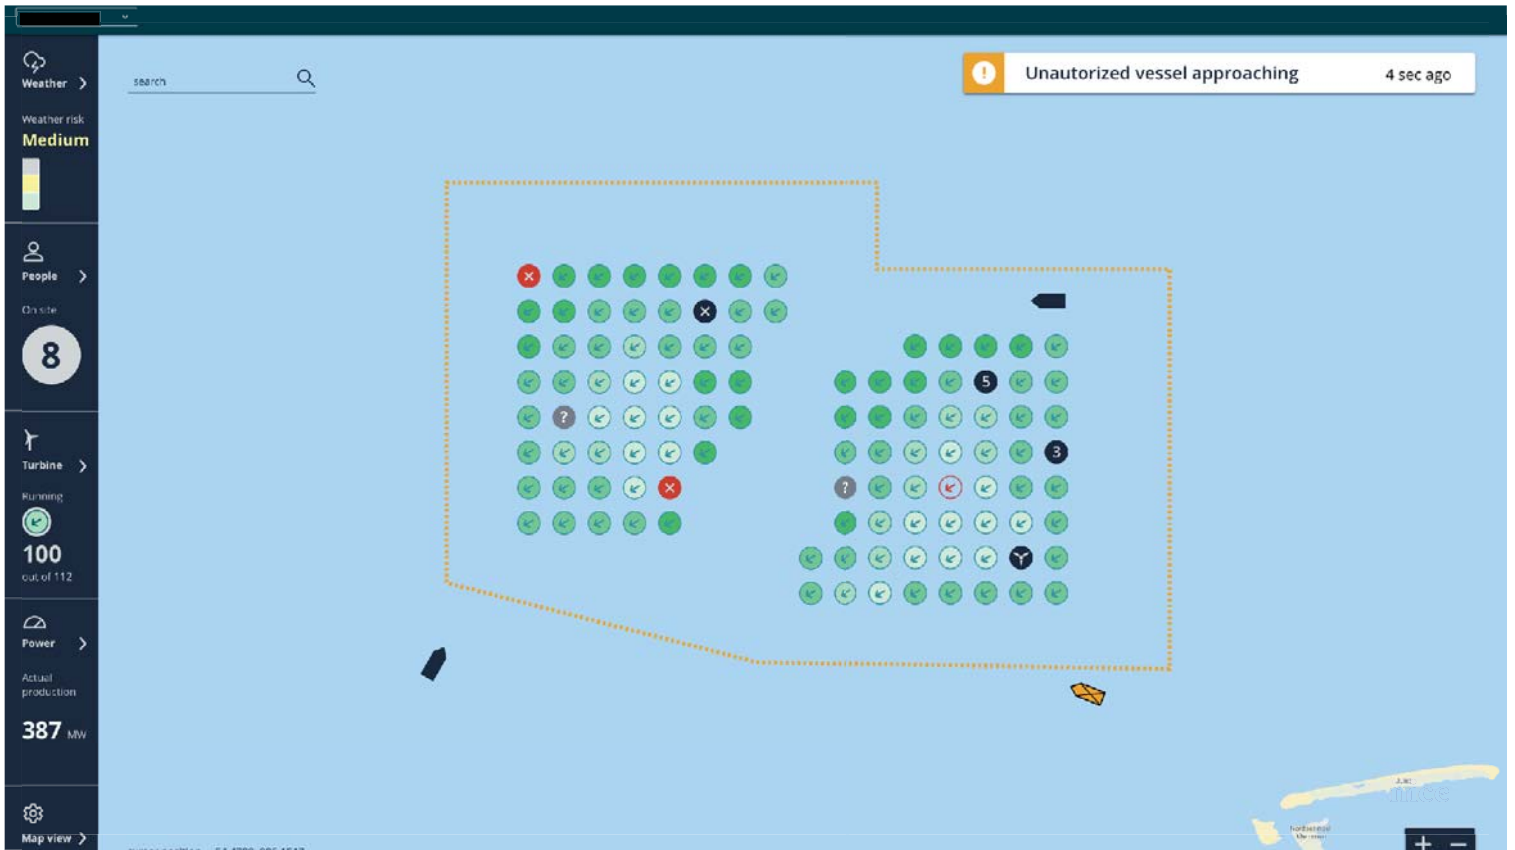 Weather
search
Unautorized vessel approaching
4 sec ago
Weather risk
Medium
People
On site
8
5
?
3
?
Turbine
Running
100
out of 112
Power
Actual
production
387 MW
Juist
Map view